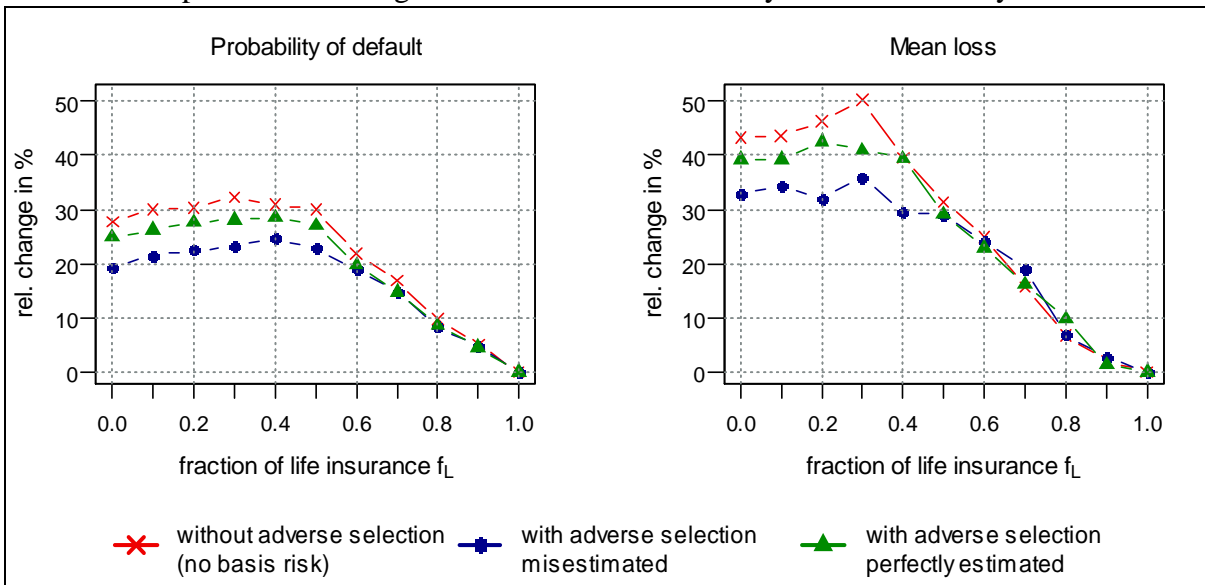 Probability of default
Mean loss
rel. change in %
50
40
30
20
10
0
0.0 0.2 0.4 0.6 0.8 1.0
fraction of life insurance fL
rel. change in %
50
40
30
20
10
0
0.0 0.2 0.4 0.6 0.8 1.0
fraction of life insurance fL
without adverse selection
(no basis risk)
with adverse selection
misestimated
with adverse selection
perfectly estimated